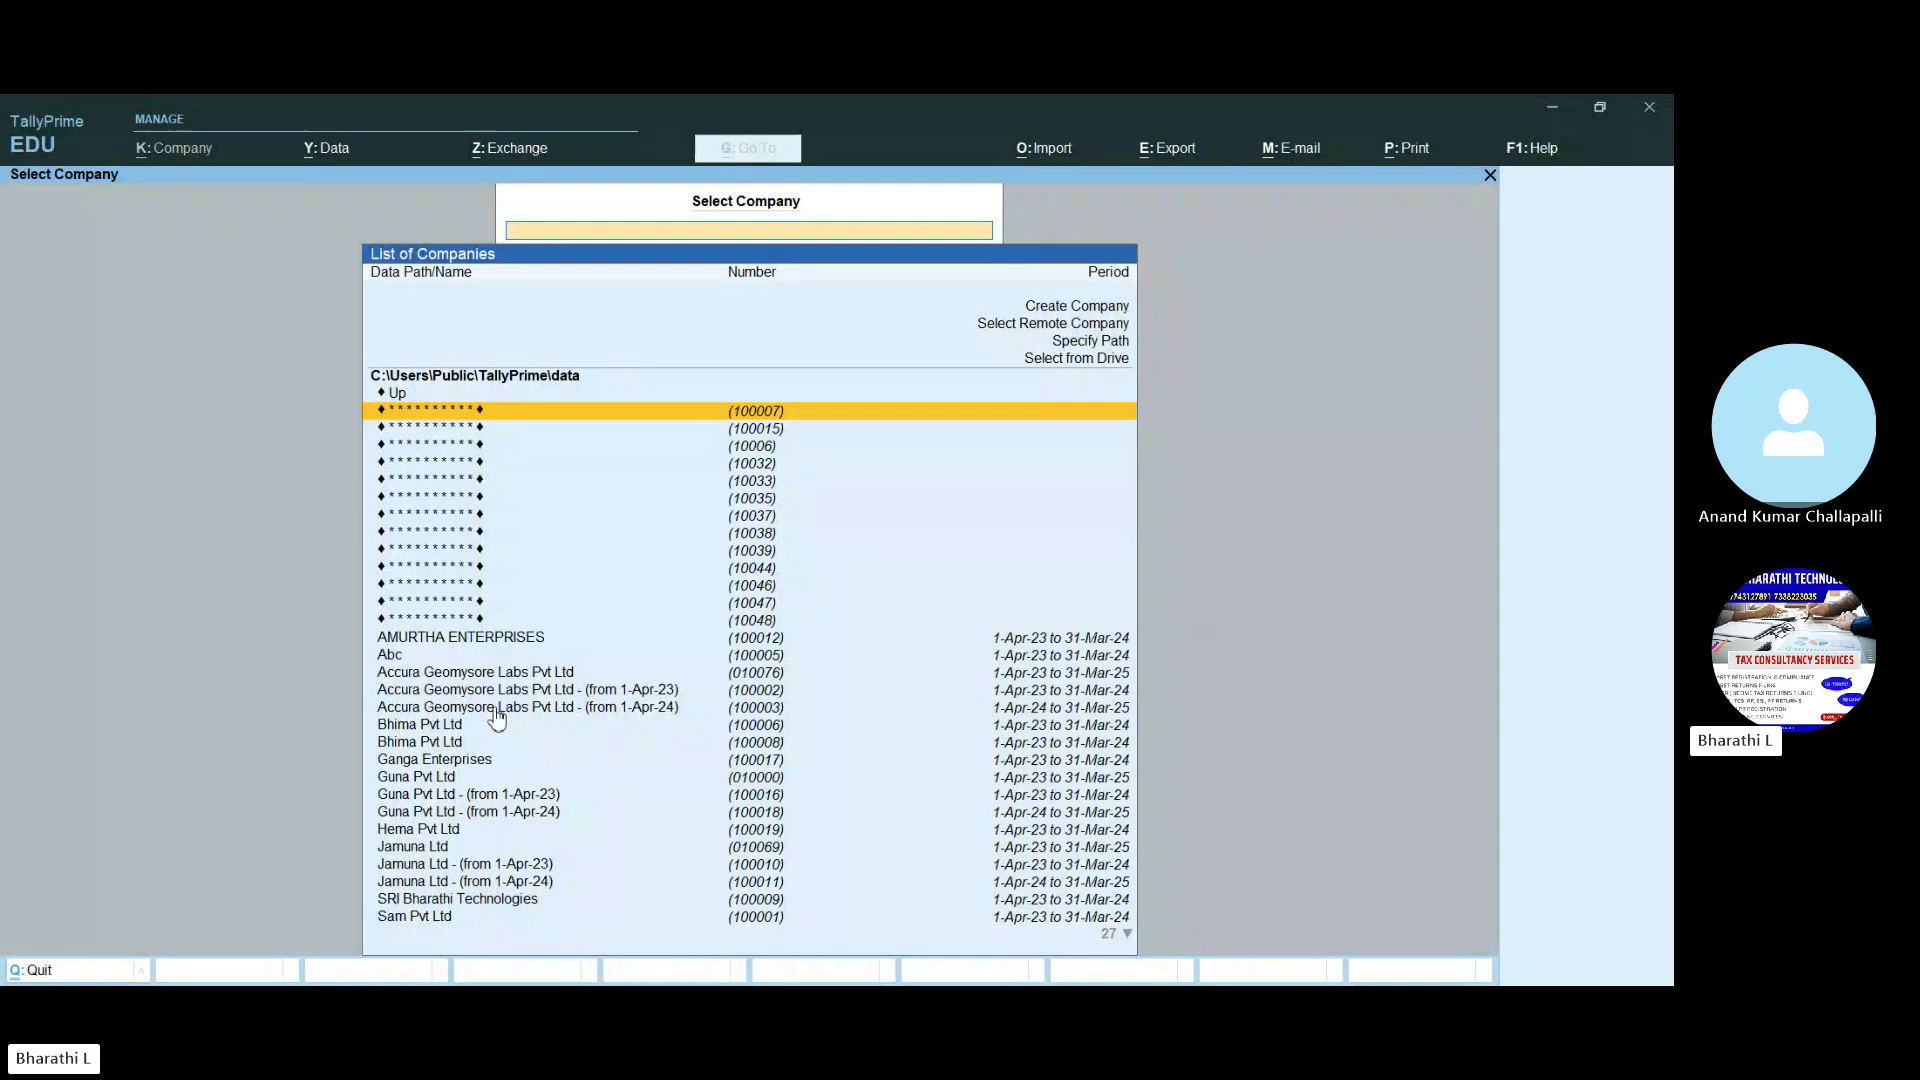 TallyPrime
EDU
MANAGE
K: Company
Y: Data
Z: Exchange
G: Go To
O: Import
E: Export
M: E-mail
P: Print
F1: Help
Select Company
Select Company
List of Companies
Data Path/Name Number Period
Create Company
Select Remote Company
Specify Path
Select from Drive
C:\Users\Public\TallyPrime\data
♦ Up
♦ * * * * * * * * * * ♦ (100007)
♦ * * * * * * * * * * ♦ (100015)
♦ * * * * * * * * * * ♦ (10006)
♦ * * * * * * * * * * ♦ (10032)
♦ * * * * * * * * * * ♦ (10033)
♦ * * * * * * * * * * ♦ (10035)
♦ * * * * * * * * * * ♦ (10037)
♦ * * * * * * * * * * ♦ (10038)
♦ * * * * * * * * * * ♦ (10039)
♦ * * * * * * * * * * ♦ (10044)
♦ * * * * * * * * * * ♦ (10046)
♦ * * * * * * * * * * ♦ (10047)
♦ * * * * * * * * * * ♦ (10048)
AMURTHA ENTERPRISES (100012) 1-Apr-23 to 31-Mar-24
Abc (100005) 1-Apr-23 to 31-Mar-24
Accura Geomysore Labs Pvt Ltd (010076) 1-Apr-23 to 31-Mar-25
Accura Geomysore Labs Pvt Ltd - (from 1-Apr-23) (100002) 1-Apr-23 to 31-Mar-24
Accura Geomysore Labs Pvt Ltd - (from 1-Apr-24) (100003) 1-Apr-24 to 31-Mar-25
Bhima Pvt Ltd (100006) 1-Apr-23 to 31-Mar-24
Bhima Pvt Ltd (100008) 1-Apr-23 to 31-Mar-24
Ganga Enterprises (100017) 1-Apr-23 to 31-Mar-24
Guna Pvt Ltd (010000) 1-Apr-23 to 31-Mar-25
Guna Pvt Ltd - (from 1-Apr-23) (100016) 1-Apr-23 to 31-Mar-24
Guna Pvt Ltd - (from 1-Apr-24) (100018) 1-Apr-24 to 31-Mar-25
Hema Pvt Ltd (100019) 1-Apr-23 to 31-Mar-24
Jamuna Ltd (010069) 1-Apr-23 to 31-Mar-25
Jamuna Ltd - (from 1-Apr-23) (100010) 1-Apr-23 to 31-Mar-24
Jamuna Ltd - (from 1-Apr-24) (100011) 1-Apr-24 to 31-Mar-25
SRI Bharathi Technologies (100009) 1-Apr-23 to 31-Mar-24
Sam Pvt Ltd (100001) 1-Apr-23 to 31-Mar-24
27 ▼
Q: Quit
Anand Kumar Challapalli
7338223035
TAX CONSULTANCY SERVICES
Bharathi L
Bharathi L